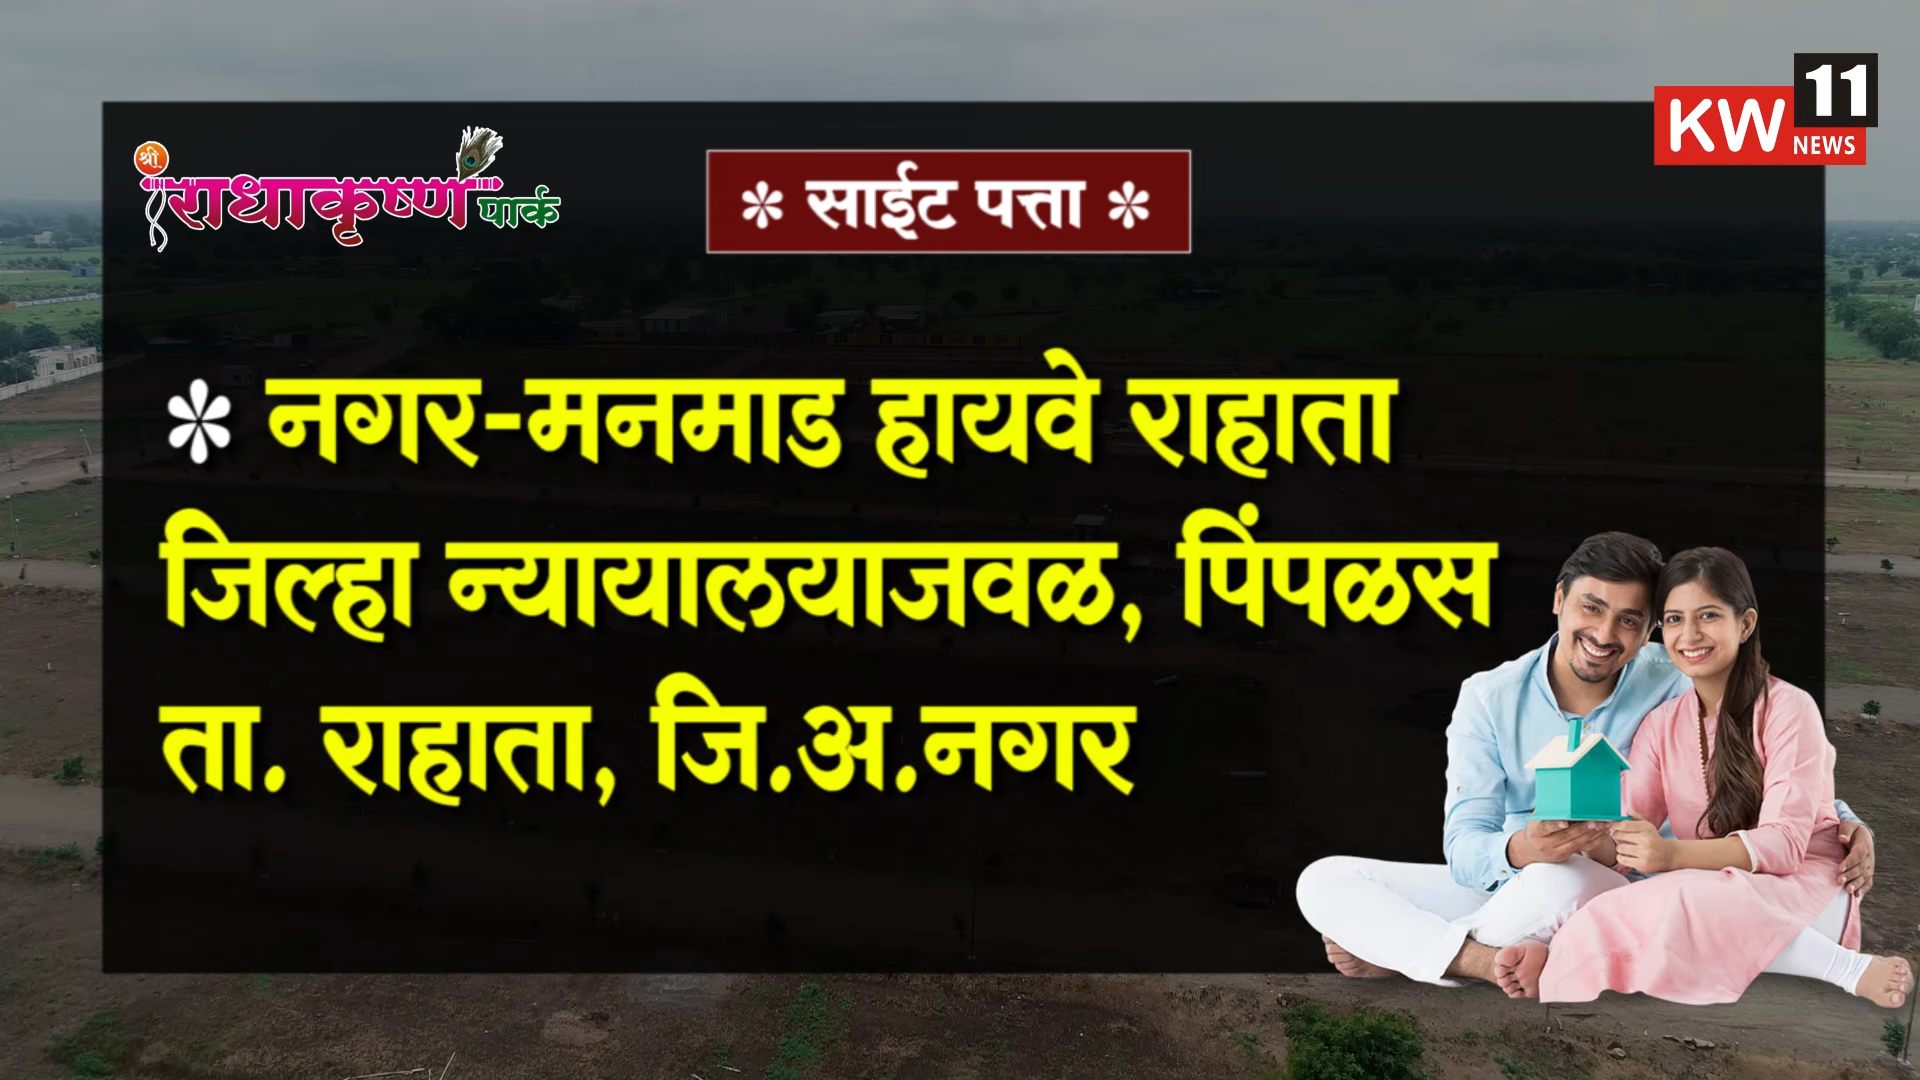 श्री
राधाकृष्ण पार्क
* साईट पत्ता *
KW 11 NEWS
* नगर-मनमाड हायवे राहाता
जिल्हा न्यायालयाजवळ, पिंपळस
ता. राहाता, जि.अ.नगर